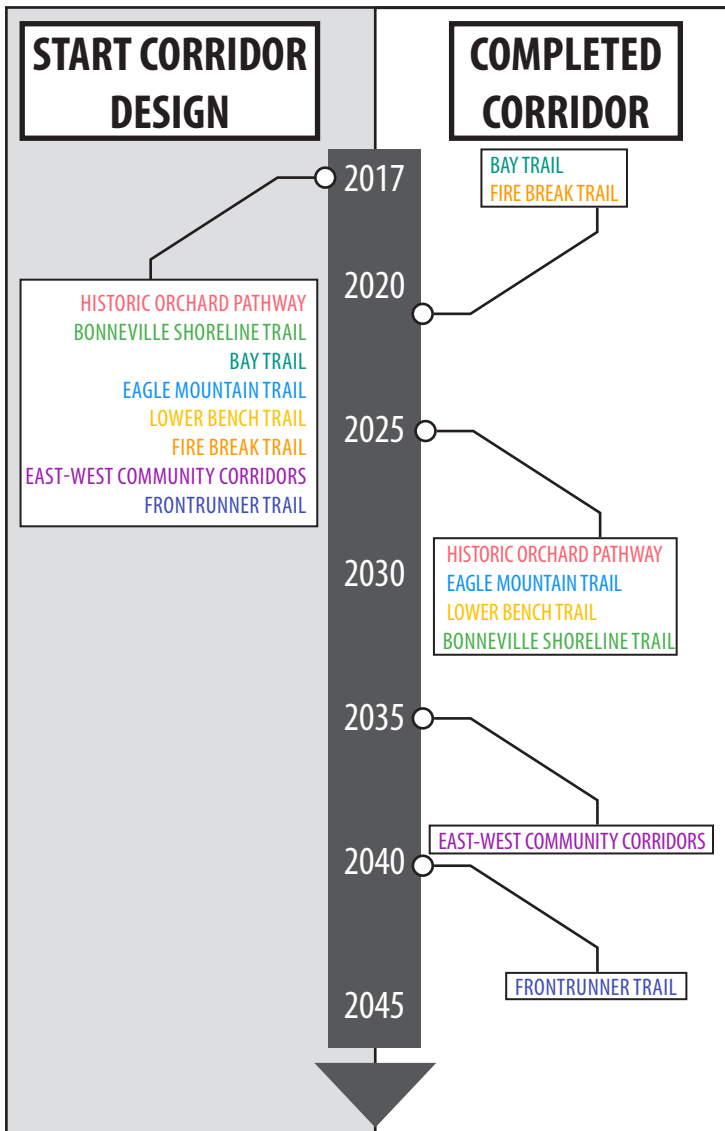 START CORRIDOR
DESIGN
COMPLETED
CORRIDOR
2017
BAY TRAIL
FIRE BREAK TRAIL
2020
HISTORIC ORCHARD PATHWAY
BONNEVILLE SHORELINE TRAIL
BAY TRAIL
EAGLE MOUNTAIN TRAIL
LOWER BENCH TRAIL
FIRE BREAK TRAIL
EAST-WEST COMMUNITY CORRIDORS
FRONTRUNNER TRAIL
2025
HISTORIC ORCHARD PATHWAY
EAGLE MOUNTAIN TRAIL
LOWER BENCH TRAIL
BONNEVILLE SHORELINE TRAIL
2030
2035
EAST-WEST COMMUNITY CORRIDORS
2040
FRONTRUNNER TRAIL
2045